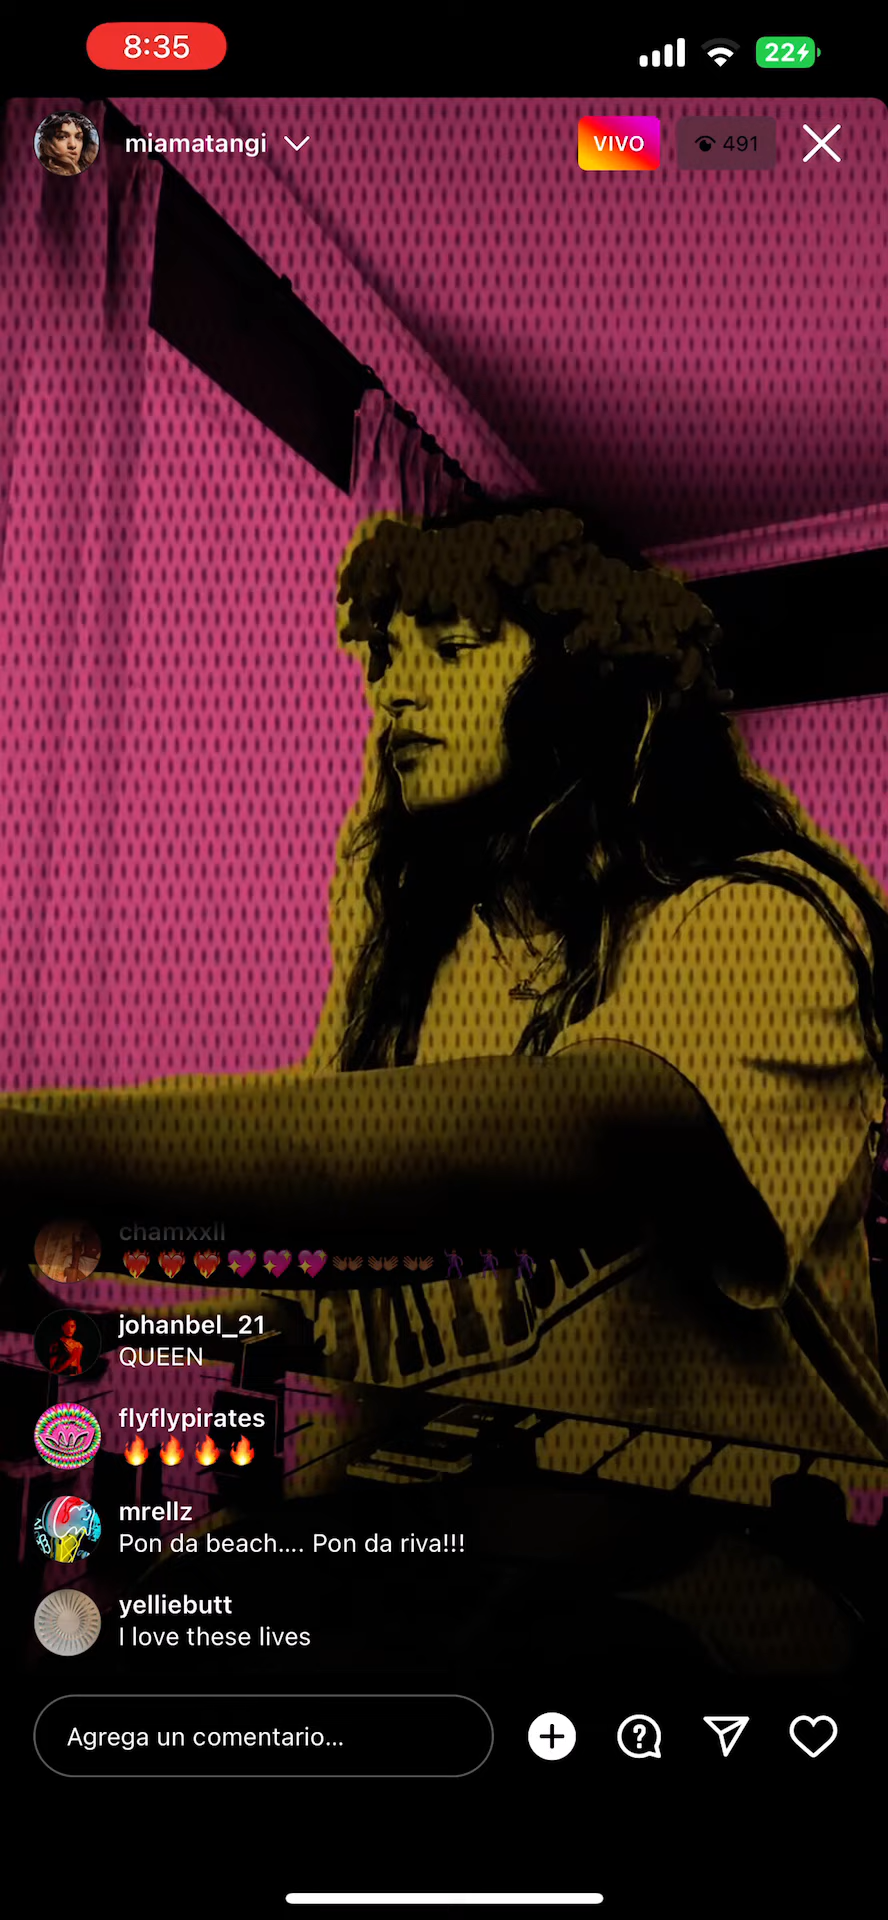 8:35
22
miamatangi
VIVO
491
chamxxll
❤️‍🔥❤️‍🔥❤️‍🔥💖💖💖👐🏾👐🏾👐🏾🕺🏾🕺🏾🕺🏾
johanbel_21
QUEEN
flyflypirates
🔥🔥🔥🔥
mrellz
Pon da beach.... Pon da riva!!!
yelliebutt
I love these lives
Agrega un comentario...